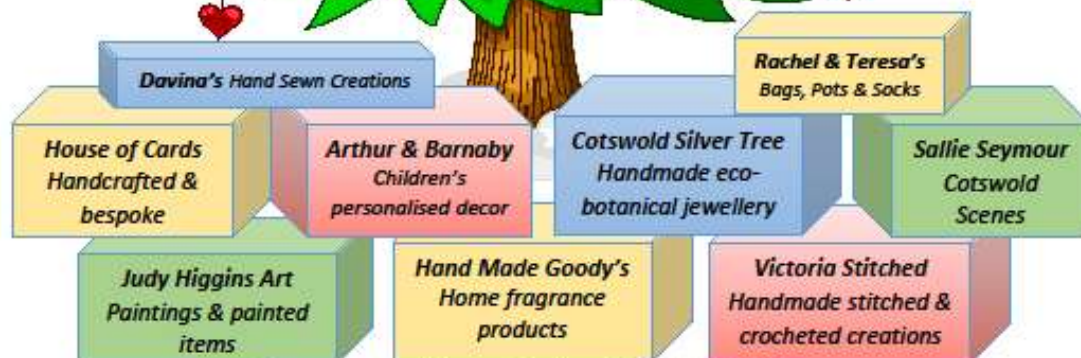 Davina's Hand Sewn Creations
Rachel & Teresa's
Bags, Pots & Socks
House of Cards
Handcrafted &
bespoke
Arthur & Barnaby
Children's
personalised decor
Cotswold Silver Tree
Handmade eco-
botanical jewellery
Sallie Seymour
Cotswold
Scenes
Judy Higgins Art
Paintings & painted
items
Hand Made Goody's
Home fragrance
products
Victoria Stitched
Handmade stitched &
crocheted creations